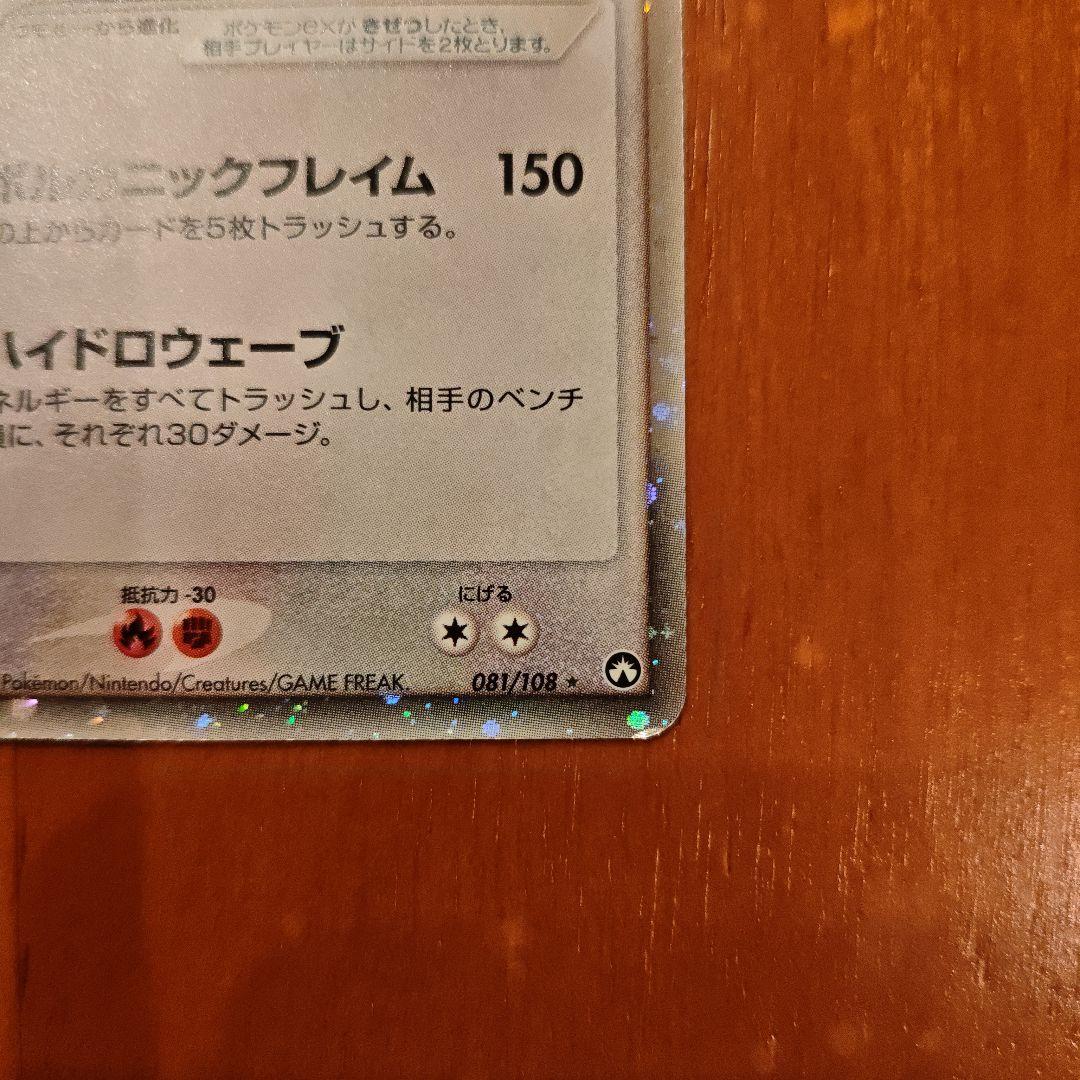 から進化
ポケモンexが きぜつしたとき、
相手プレイヤーはサイドを2枚とります。
ニックフレイム 150
の上からカードを5枚トラッシュする。
ハイドロウェーブ
ネルギーをすべてトラッシュし、相手のベンチ
に、それぞれ30ダメージ。
抵抗力 -30
にげる
Pokémon/Nintendo/Creatures/GAME FREAK.
081/108 ★